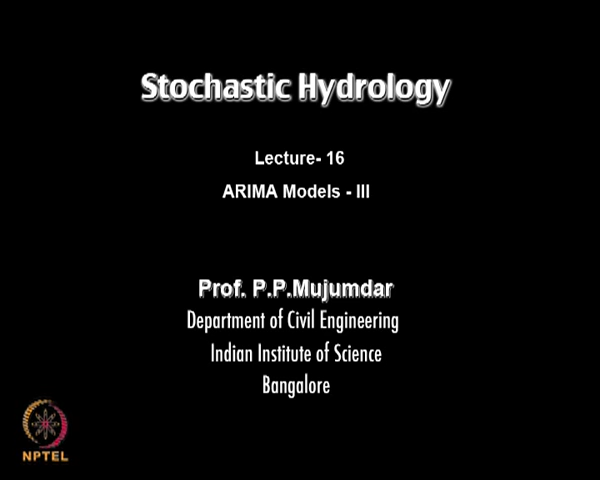 Stochastic Hydrology
Lecture- 16
ARIMA Models - III
Prof. P.P.Mujumdar
Department of Civil Engineering
Indian Institute of Science
Bangalore
NPTEL